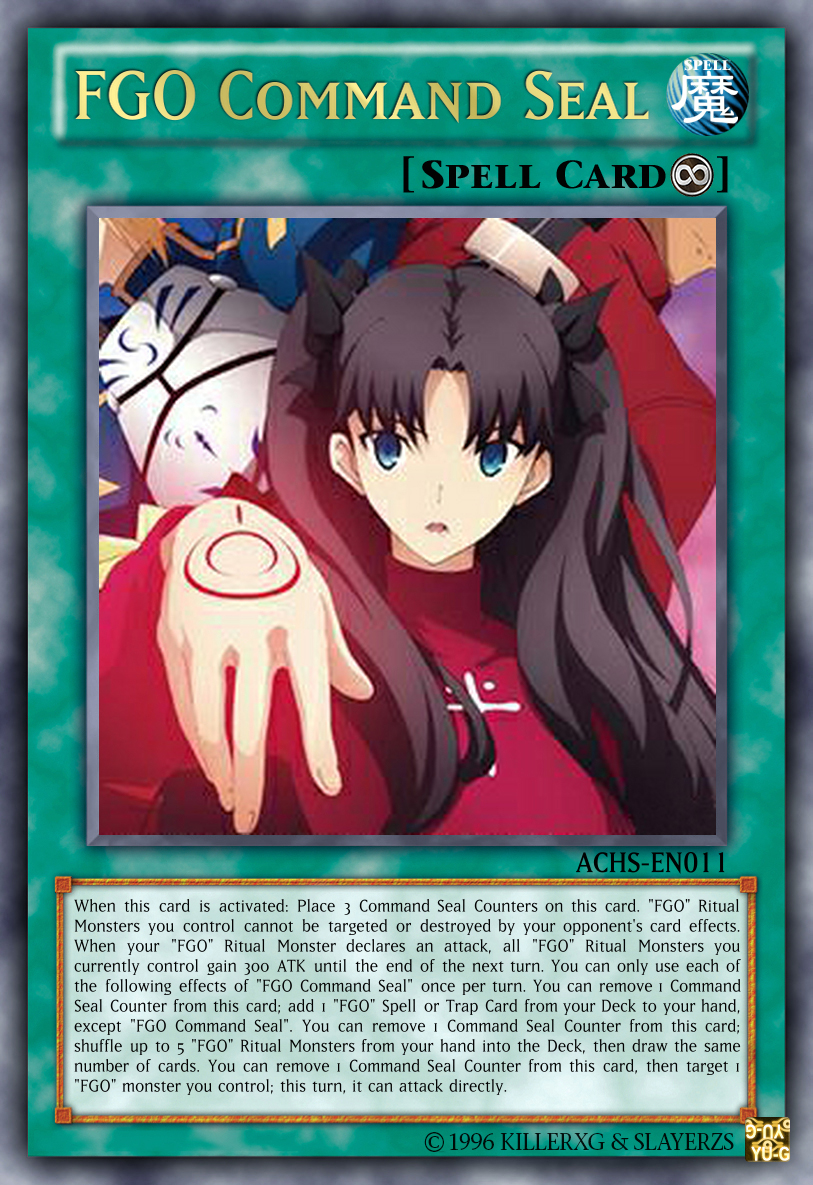 FGO COMMAND SEAL
SPELL
魔
[SPELL CARD∞]
ACHS-EN011
When this card is activated: Place 3 Command Seal Counters on this card. "FGO" Ritual
Monsters you control cannot be targeted or destroyed by your opponent's card effects.
When your "FGO" Ritual Monster declares an attack, all "FGO" Ritual Monsters you
currently control gain 300 ATK until the end of the next turn. You can only use each of
the following effects of "FGO Command Seal" once per turn. You can remove 1 Command
Seal Counter from this card; add 1 "FGO" Spell or Trap Card from your Deck to your hand,
except "FGO Command Seal". You can remove 1 Command Seal Counter from this card;
shuffle up to 5 "FGO" Ritual Monsters from your hand into the Deck, then draw the same
number of cards. You can remove 1 Command Seal Counter from this card, then target 1
"FGO" monster you control; this turn, it can attack directly.
© 1996 KILLERXG & SLAYERZS